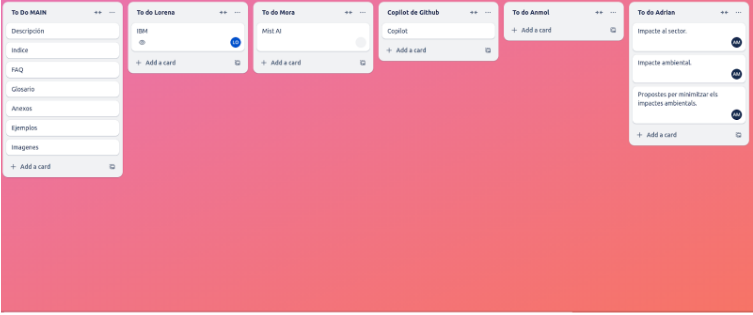 To Do MAIN
Descripción
Indice
FAQ
Glosario
Anexos
Ejemplos
Imagenes
+ Add a card
To do Lorena
IBM
LG
+ Add a card
To do Mora
Mist AI
+ Add a card
Copilot de Github
Copilot
+ Add a card
To do Anmol
+ Add a card
To do Adrian
Impacte al sector.
AM
Impacte ambiental.
AM
Propostes per minimitzar els
impactes ambientals.
AM
+ Add a card